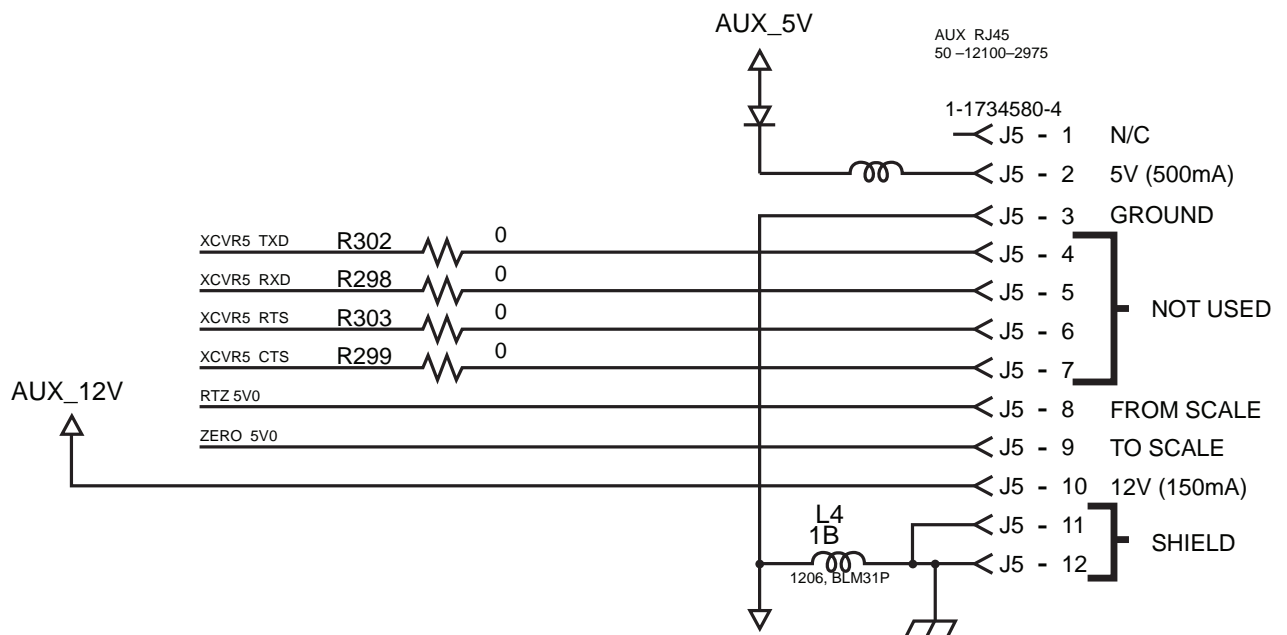 AUX_5V
AUX RJ45
50 –12100–2975
1-1734580-4
J5 - 1 N/C
J5 - 2 5V (500mA)
J5 - 3 GROUND
XCVR5 TXD R302 0 J5 - 4
XCVR5 RXD R298 0 J5 - 5
NOT USED
XCVR5 RTS R303 0 J5 - 6
XCVR5 CTS R299 0 J5 - 7
AUX_12V
RTZ 5V0 J5 - 8 FROM SCALE
ZERO 5V0 J5 - 9 TO SCALE
J5 - 10 12V (150mA)
L4
1B
J5 - 11
SHIELD
J5 - 12
1206, BLM31P